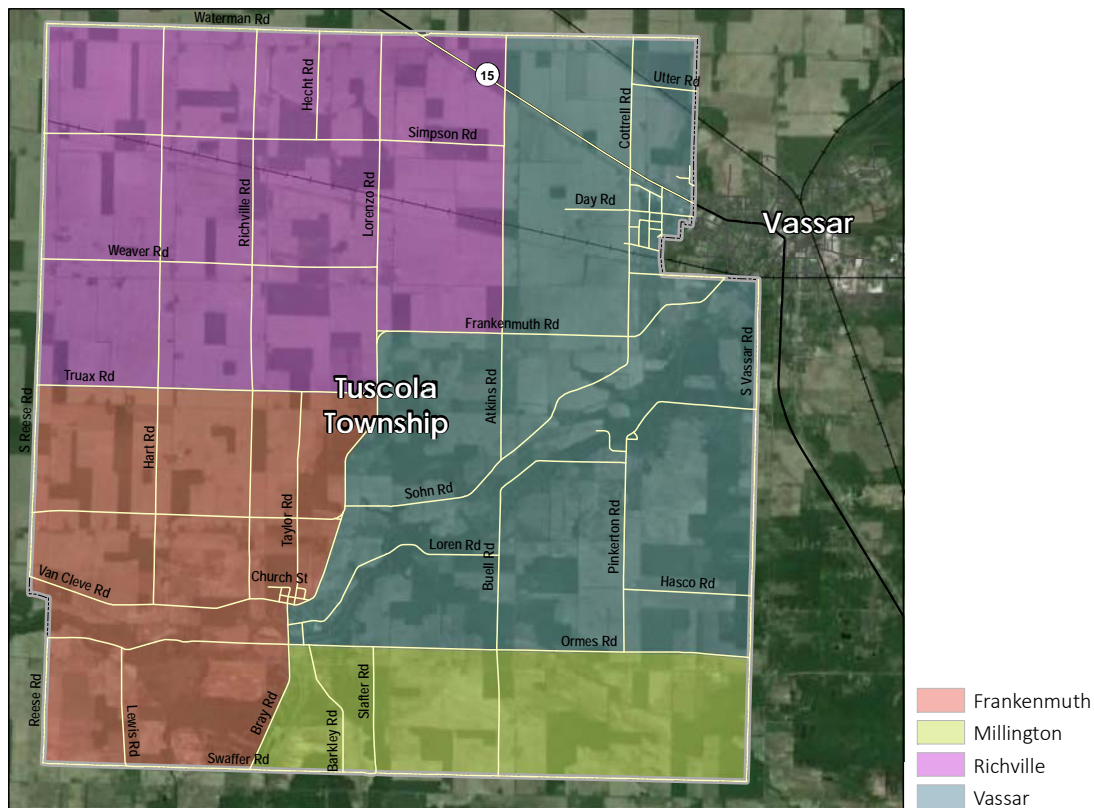 Waterman Rd
Hecht Rd
15
Utter Rd
Cottrell Rd
Simpson Rd
Richville Rd
Lorenzo Rd
Day Rd
Vassar
Weaver Rd
Frankenmuth Rd
S Vassar Rd
Truax Rd
Tuscola
Township
Atkins Rd
S Reese Rd
Hart Rd
Taylor Rd
Sohn Rd
Loren Rd
Buell Rd
Pinkerton Rd
Van Cleve Rd
Church St
Hasco Rd
Ormes Rd
Reese Rd
Lewis Rd
Bray Rd
Slafter Rd
Barkley Rd
Swaffer Rd
Frankenmuth
Millington
Richville
Vassar